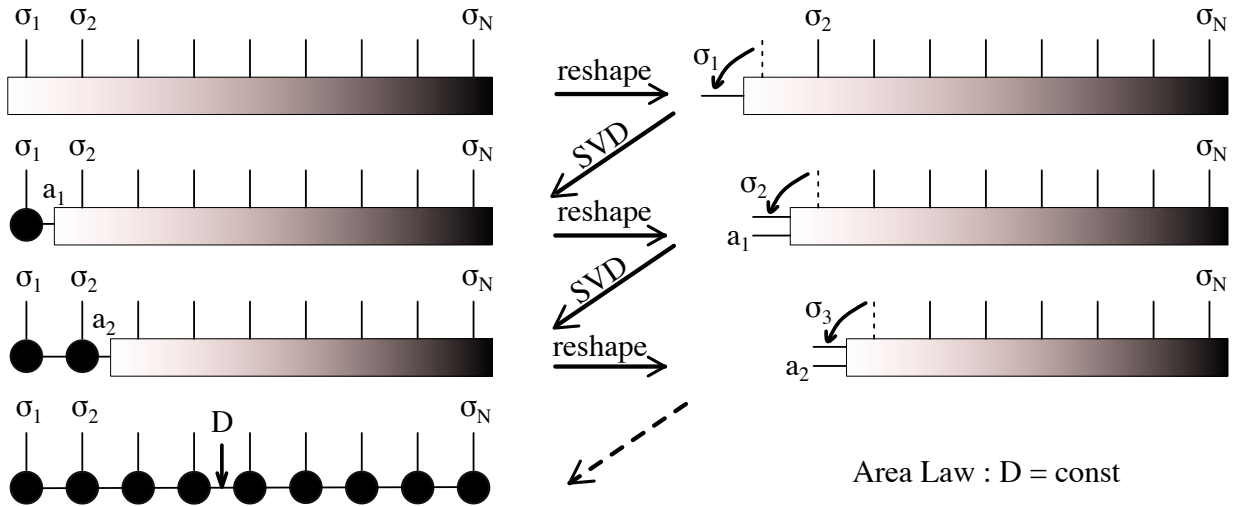 σ1 σ2 σN
reshape
σ1 σ2 σN
SVD
σ1 σ2 σN
a1
reshape
σ2 σN
a1
SVD
σ1 σ2 σN
a2
reshape
σ3 σN
a2
σ1 σ2 D σN
Area Law : D = const